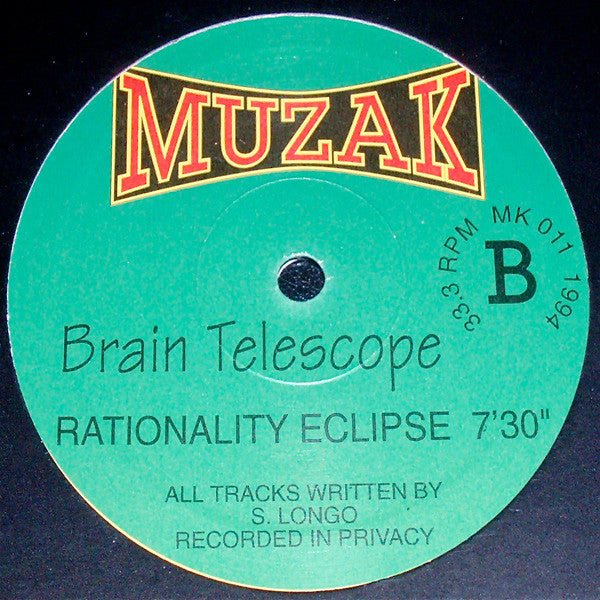 MUZAK
33.3 RPM MK 011 1994
B
Brain Telescope
RATIONALITY ECLIPSE 7'30"
ALL TRACKS WRITTEN BY
S. LONGO
RECORDED IN PRIVACY